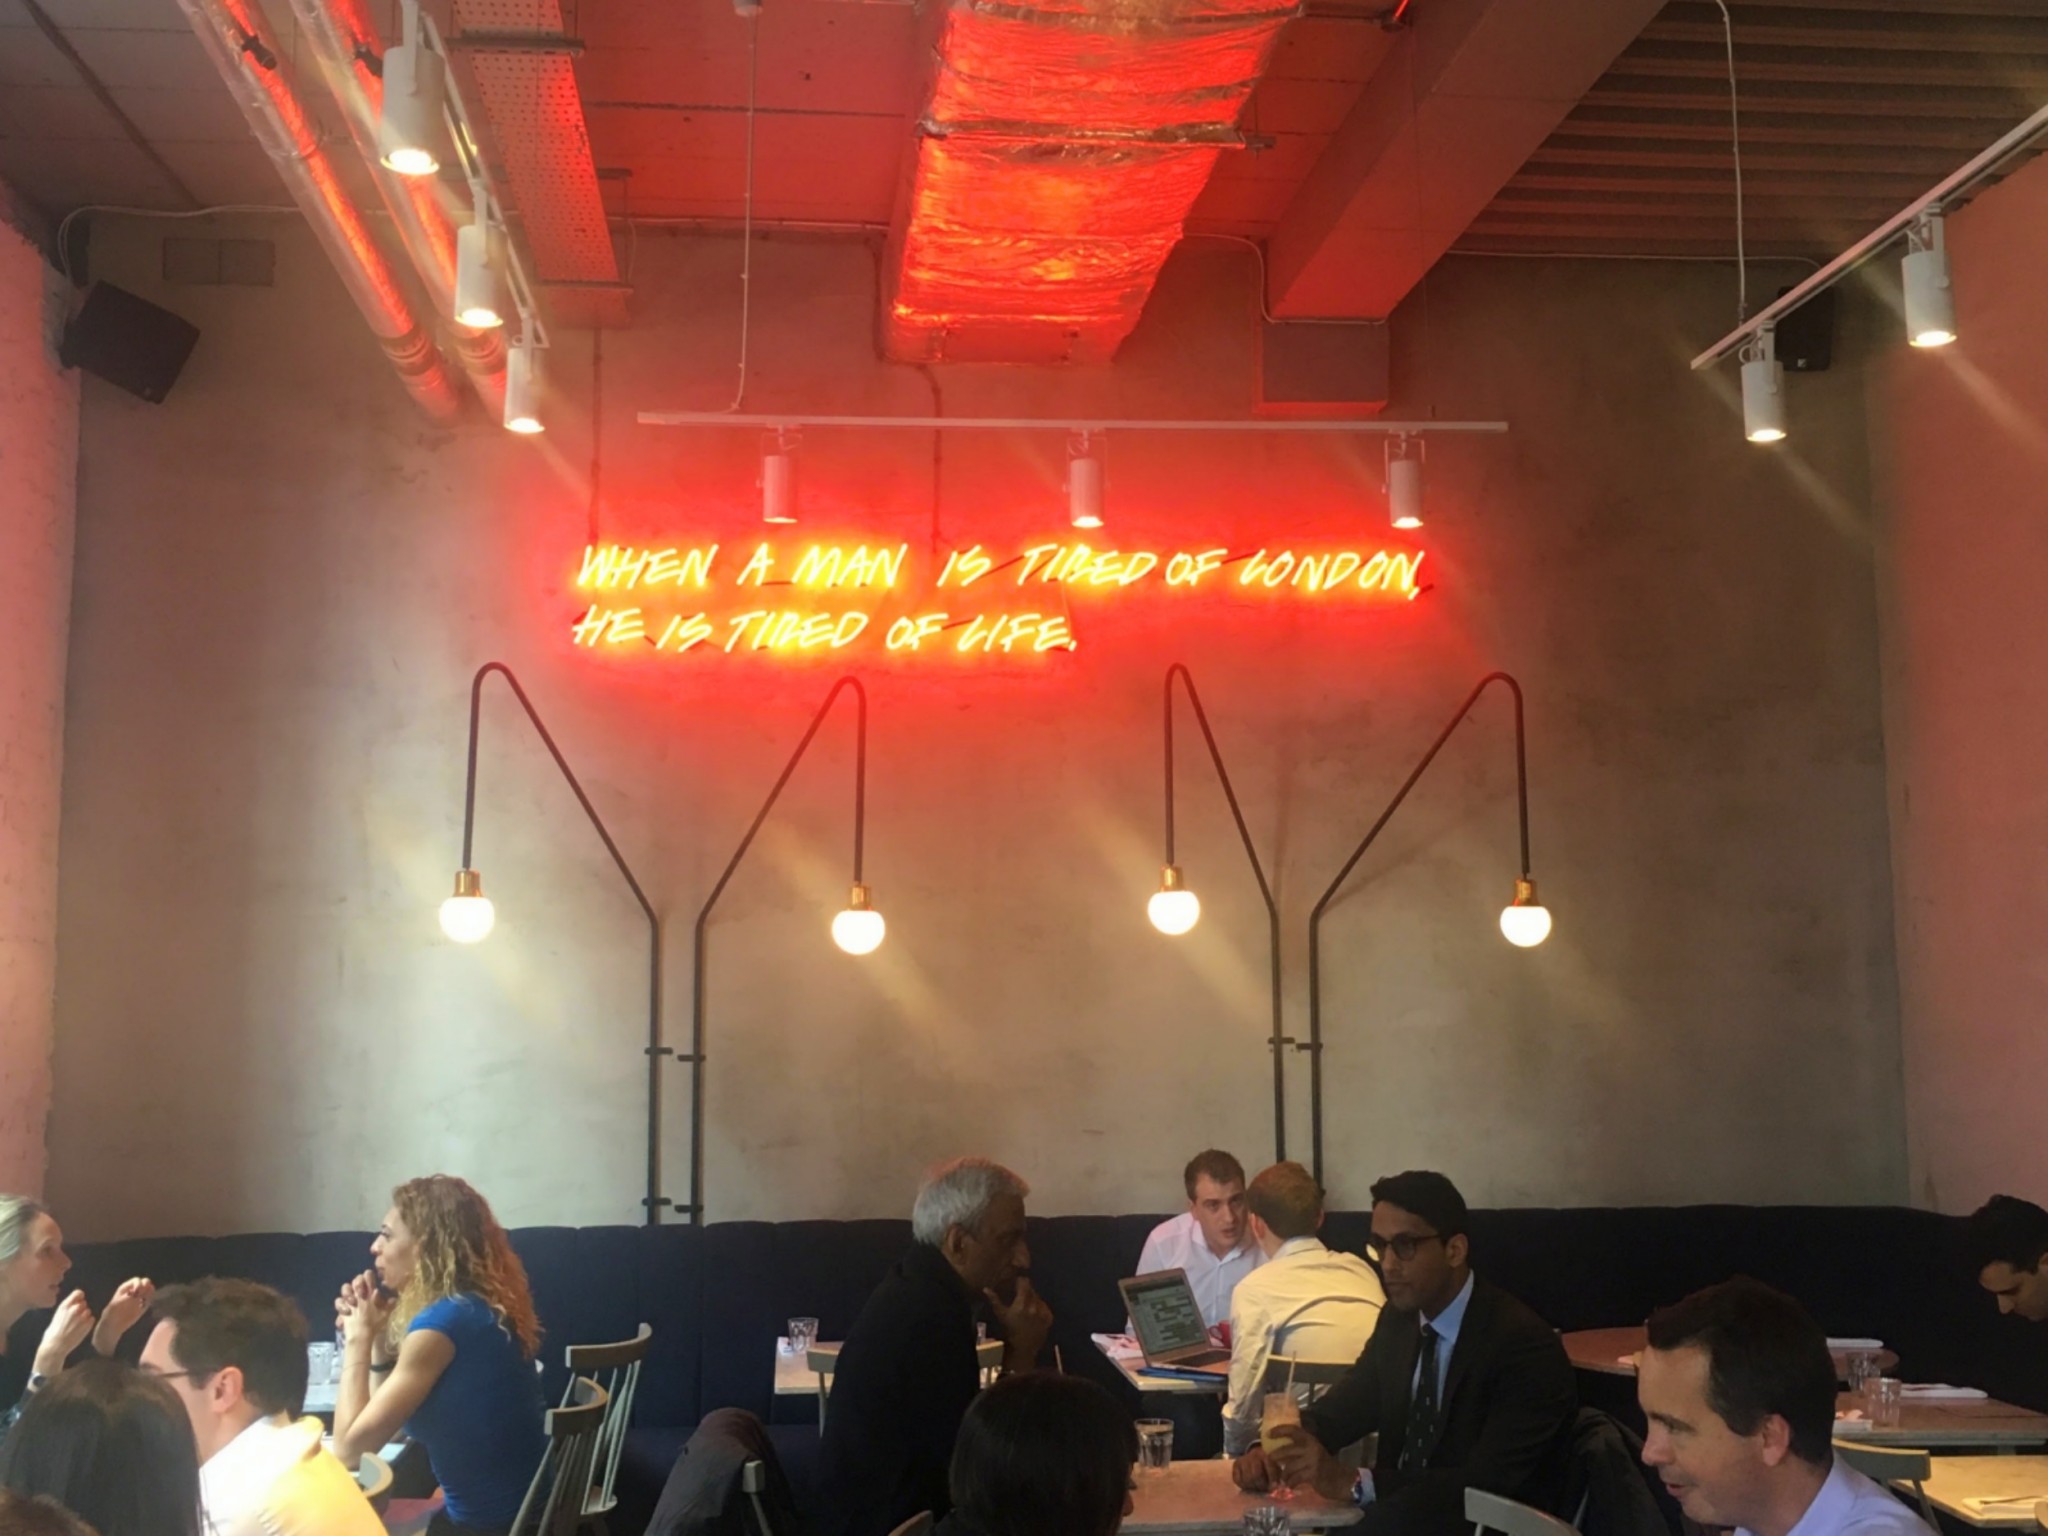 WHEN A MAN IS TIRED OF LONDON,
HE IS TIRED OF LIFE.